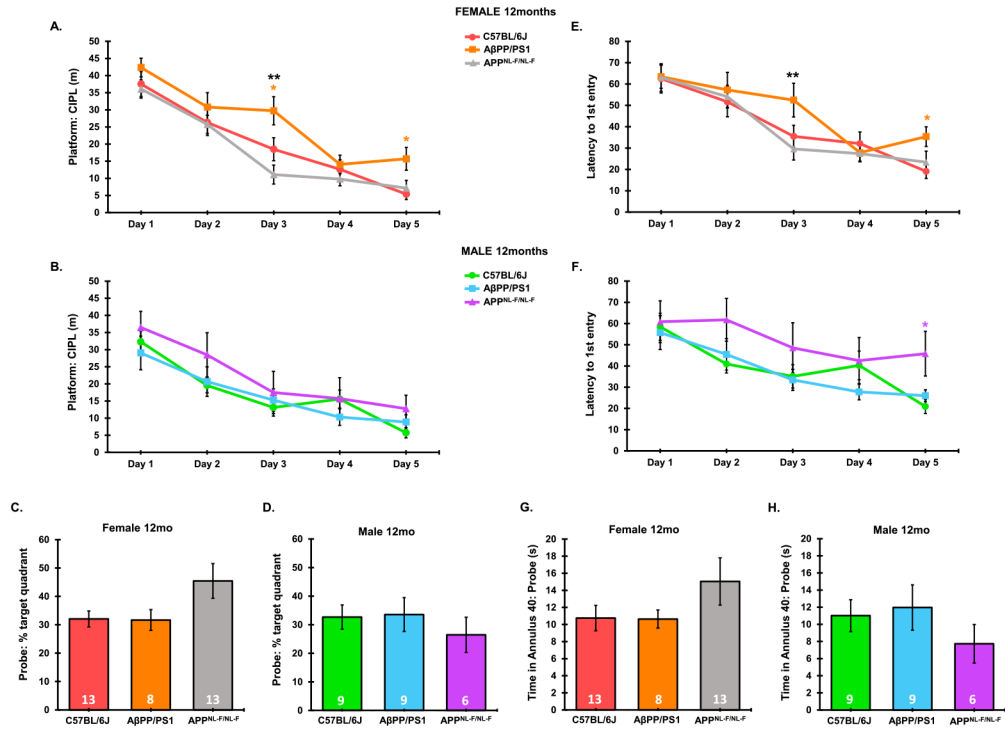 FEMALE 12months
A.
C57BL/6J
AβPP/PS1
APPNL-F/NL-F
Platform: CIPL (m)
50
45
40
35
30
25
20
15
10
5
0
**
*
*
Day 1 Day 2 Day 3 Day 4 Day 5
E.
Latency to 1st entry
80
70
60
50
40
30
20
10
0
**
*
Day 1 Day 2 Day 3 Day 4 Day 5
MALE 12months
B.
C57BL/6J
AβPP/PS1
APPNL-F/NL-F
Platform: CIPL (m)
50
45
40
35
30
25
20
15
10
5
0
Day 1 Day 2 Day 3 Day 4 Day 5
F.
Latency to 1st entry
80
70
60
50
40
30
20
10
0
*
Day 1 Day 2 Day 3 Day 4 Day 5
C.
Female 12mo
Probe: % target quadrant
60
50
40
30
20
10
0
13 8 13
C57BL/6J AβPP/PS1 APPNL-F/NL-F
D.
Male 12mo
Probe: % target quadrant
60
50
40
30
20
10
0
9 9 6
C57BL/6J AβPP/PS1 APPNL-F/NL-F
G.
Female 12mo
Time in Annulus 40: Probe (s)
20
18
16
14
12
10
8
6
4
2
0
13 8 13
C57BL/6J AβPP/PS1 APPNL-F/NL-F
H.
Male 12mo
Time in Annulus 40: Probe (s)
20
18
16
14
12
10
8
6
4
2
0
9 9 6
C57BL/6J AβPP/PS1 APPNL-F/NL-F